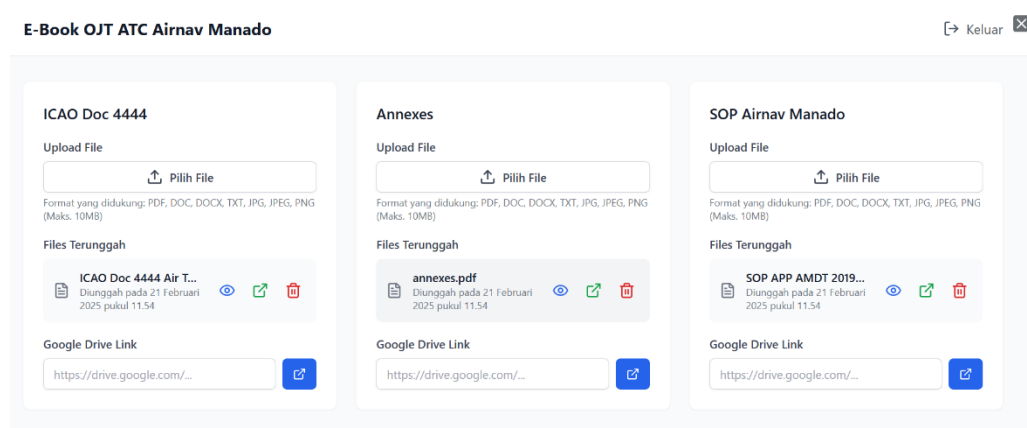 E-Book OJT ATC Airnav Manado
Keluar
ICAO Doc 4444
Upload File
Pilih File
Format yang didukung: PDF, DOC, DOCX, TXT, JPG, JPEG, PNG
(Maks. 10MB)
Files Terunggah
ICAO Doc 4444 Air T...
Diunggah pada 21 Februari
2025 pukul 11.54
Google Drive Link
https://drive.google.com/...
Annexes
Upload File
Pilih File
Format yang didukung: PDF, DOC, DOCX, TXT, JPG, JPEG, PNG
(Maks. 10MB)
Files Terunggah
annexes.pdf
Diunggah pada 21 Februari
2025 pukul 11.54
Google Drive Link
https://drive.google.com/...
SOP Airnav Manado
Upload File
Pilih File
Format yang didukung: PDF, DOC, DOCX, TXT, JPG, JPEG, PNG
(Maks. 10MB)
Files Terunggah
SOP APP AMDT 2019...
Diunggah pada 21 Februari
2025 pukul 11.54
Google Drive Link
https://drive.google.com/...